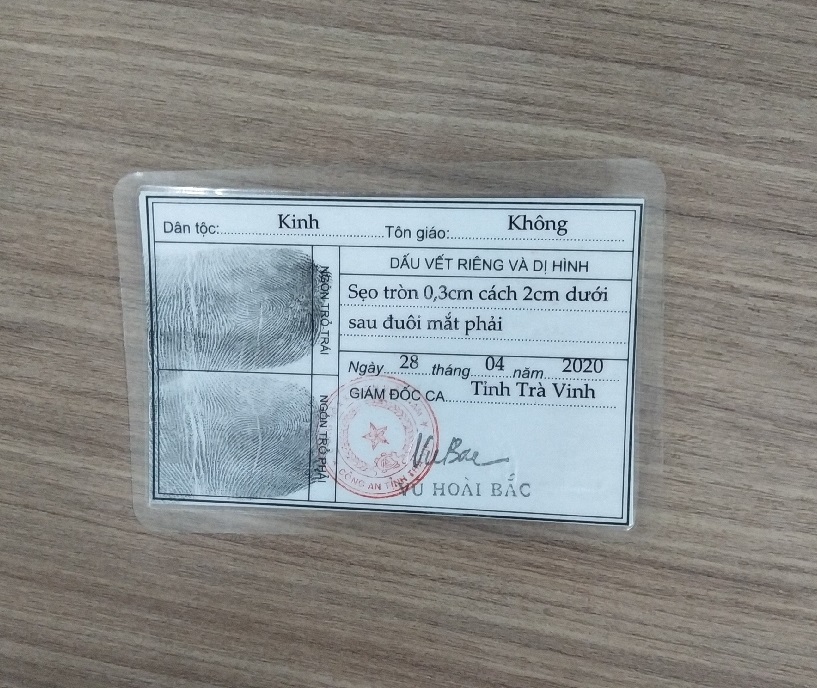 Dân tộc: Kinh Tôn giáo: Không
NGÓN TRỎ TRÁI
DẤU VẾT RIÊNG VÀ DỊ HÌNH
Sẹo tròn 0,3cm cách 2cm dưới
sau đuôi mắt phải
Ngày 28 tháng 04 năm 2020
GIÁM ĐỐC CA Tỉnh Trà Vinh
NGÓN TRỎ PHẢI
CÔNG AN TỈNH
VŨ HOÀI BẮC